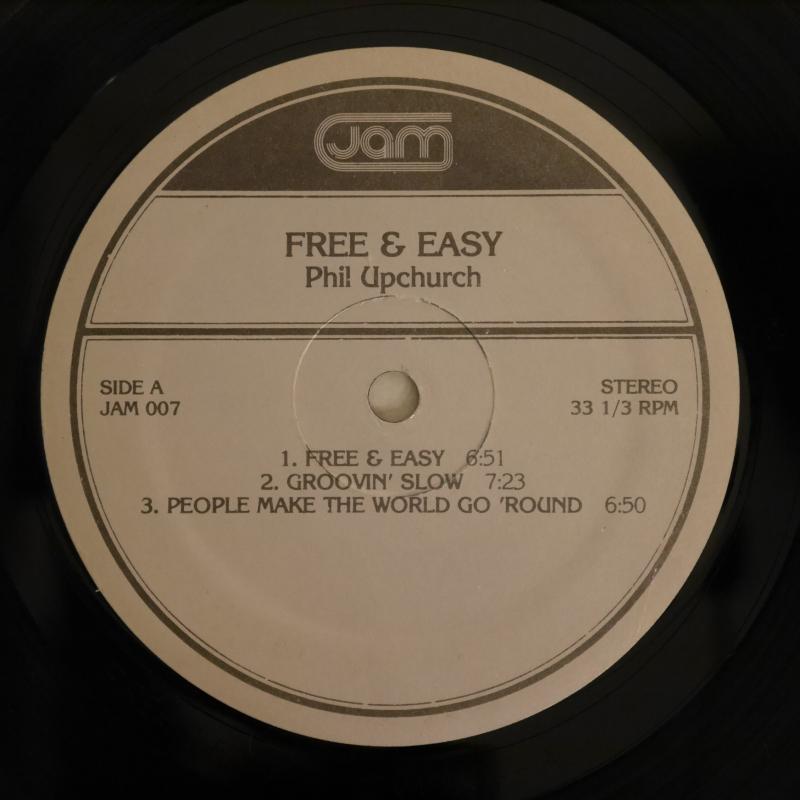 Jam
FREE & EASY
Phil Upchurch
SIDE A
JAM 007
STEREO
33 1/3 RPM
1. FREE & EASY 6:51
2. GROOVIN' SLOW 7:23
3. PEOPLE MAKE THE WORLD GO 'ROUND 6:50